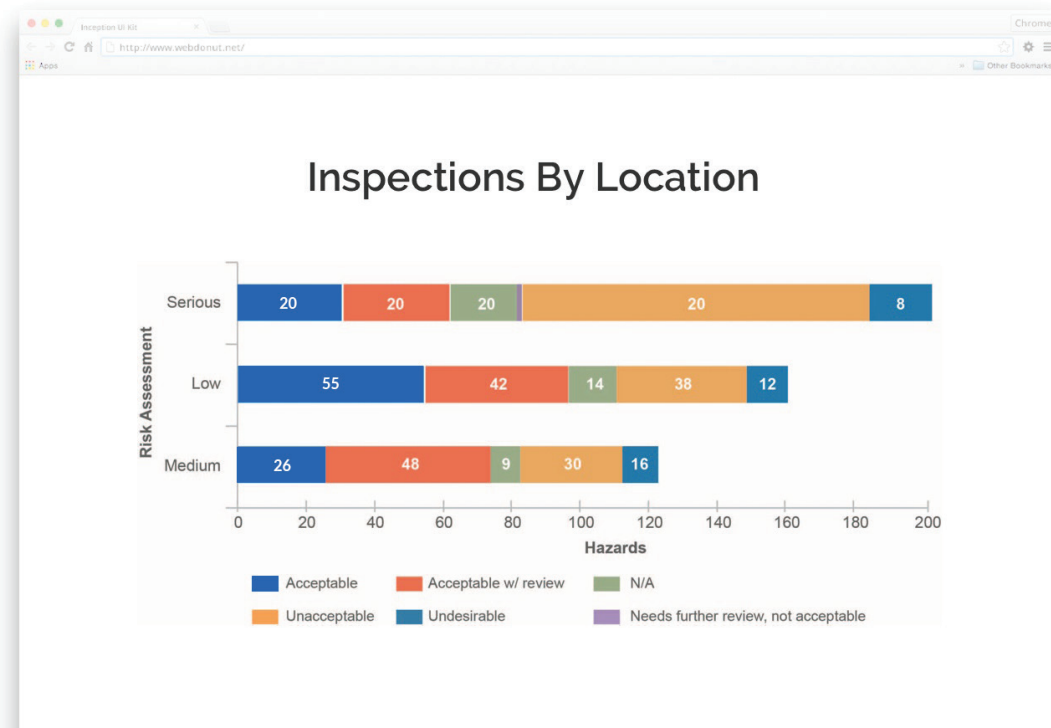 Inception UI Kit
Chrome
http://www.webdonut.net/
Apps
Other Bookmarks
Inspections By Location
Risk Assessment
Serious 20 20 20 20 8
Low 55 42 14 38 12
Medium 26 48 9 30 16
0 20 40 60 80 100 120 140 160 180 200
Hazards
Acceptable Acceptable w/ review N/A
Unacceptable Undesirable Needs further review, not acceptable